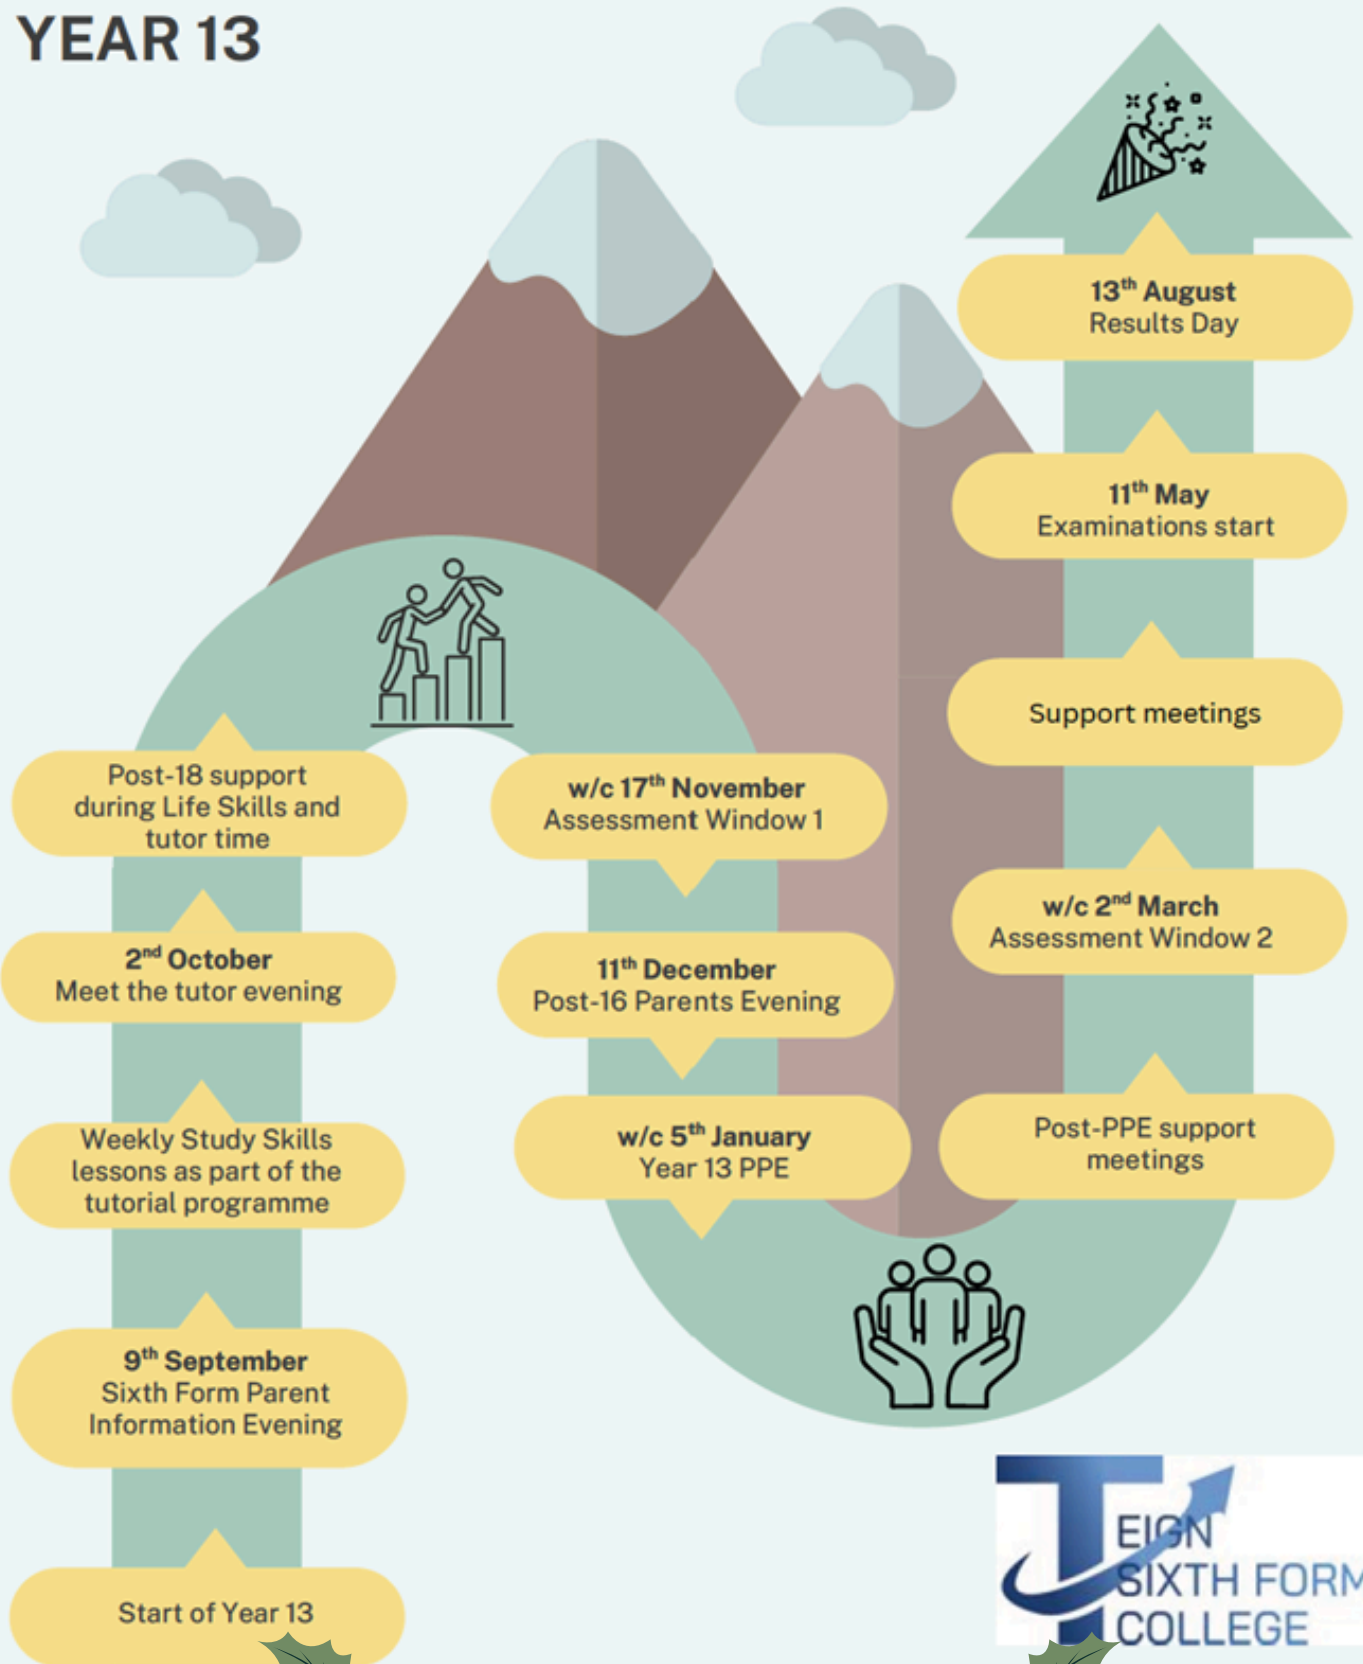 YEAR 13
Start of Year 13
9th September
Sixth Form Parent
Information Evening
Weekly Study Skills
lessons as part of the
tutorial programme
2nd October
Meet the tutor evening
Post-18 support
during Life Skills and
tutor time
w/c 17th November
Assessment Window 1
11th December
Post-16 Parents Evening
w/c 5th January
Year 13 PPE
Post-PPE support
meetings
w/c 2nd March
Assessment Window 2
Support meetings
11th May
Examinations start
13th August
Results Day
TEIGN
SIXTH FORM
COLLEGE